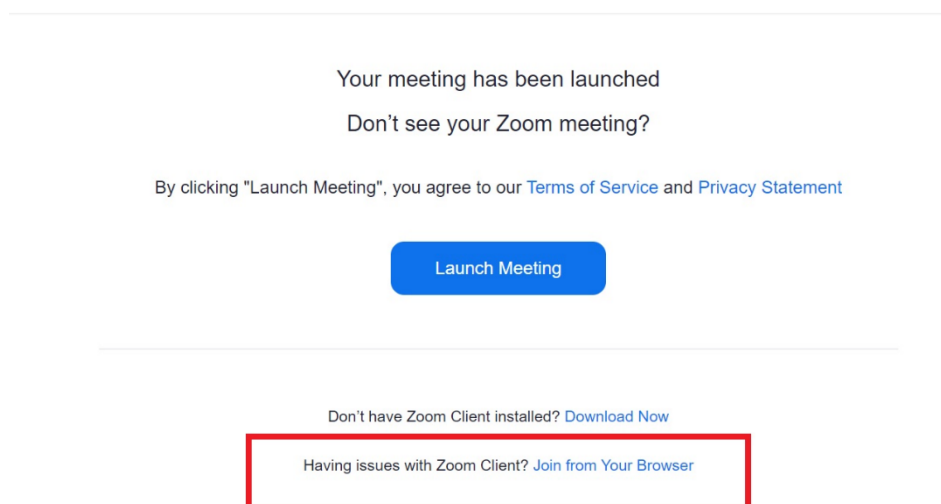 Your meeting has been launched
Don’t see your Zoom meeting?
By clicking "Launch Meeting", you agree to our Terms of Service and Privacy Statement
Launch Meeting
Don’t have Zoom Client installed? Download Now
Having issues with Zoom Client? Join from Your Browser